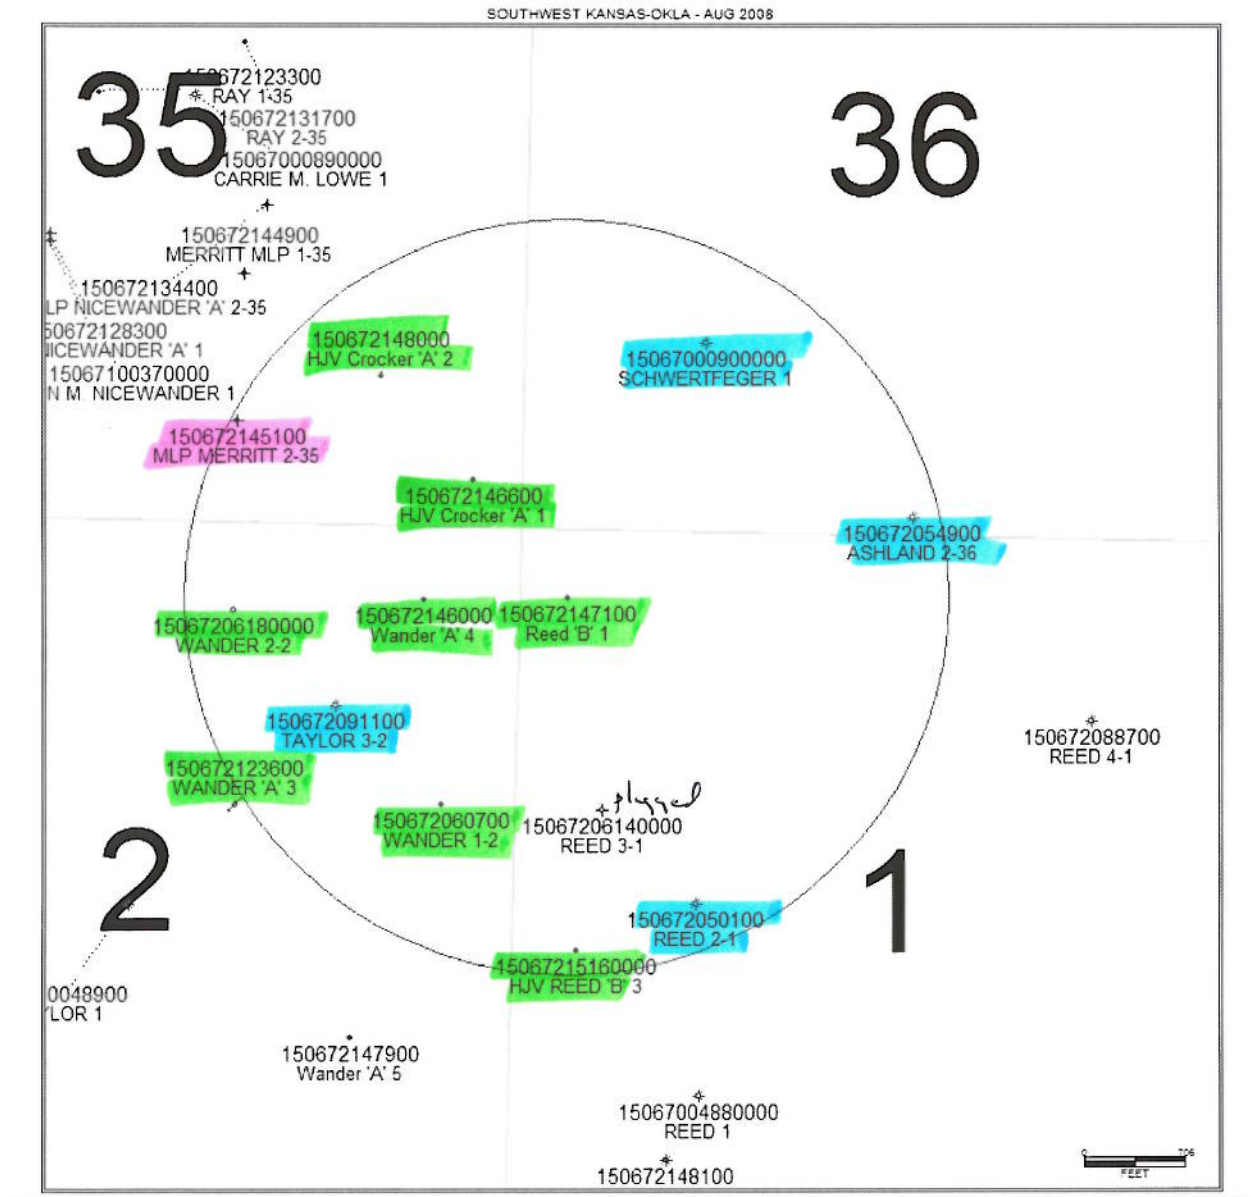 SOUTHWEST KANSAS-OKLA - AUG 2008
35
36
150672123300
RAY 1-35
150672131700
RAY 2-35
15067000890000
CARRIE M. LOWE 1
150672144900
MERRITT MLP 1-35
150672134400
LP NICEWANDER 'A' 2-35
50672128300
NICEWANDER 'A' 1
15067100370000
N M. NICEWANDER 1
150672148000
HJV Crocker 'A' 2
15067000900000
SCHWERTFEGER 1
150672145100
MLP MERRITT 2-35
150672146600
HJV Crocker 'A' 1
150672054900
ASHLAND 2-36
15067206180000
WANDER 2-2
150672146000
Wander 'A' 4
150672147100
Reed 'B' 1
150672091100
TAYLOR 3-2
150672088700
REED 4-1
150672123600
WANDER 'A' 3
150672060700
WANDER 1-2
plugged
15067206140000
REED 3-1
2
1
150672050100
REED 2-1
15067215160000
HJV REED 'B' 3
0048900
LOR 1
150672147900
Wander 'A' 5
15067004880000
REED 1
150672148100
0 706
FEET